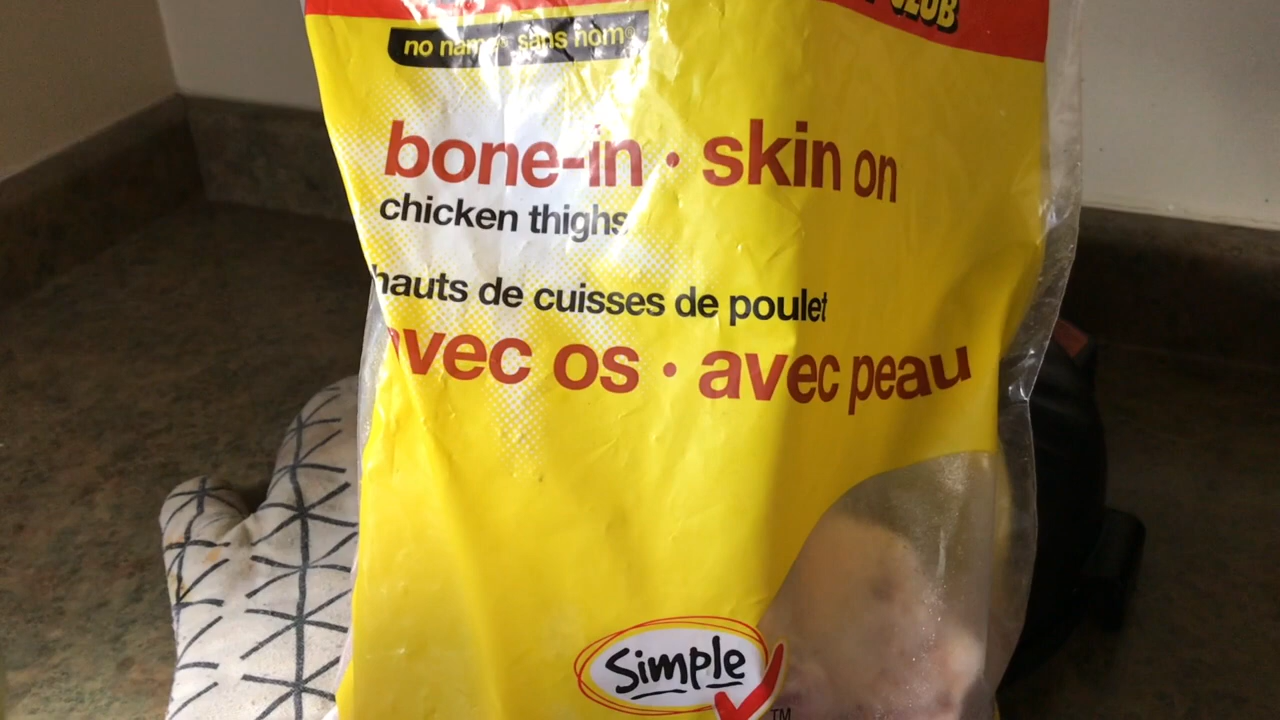 CLUB
no name sans nom
bone-in · skin on
chicken thighs
hauts de cuisses de poulet
avec os · avec peau
Simple
TM